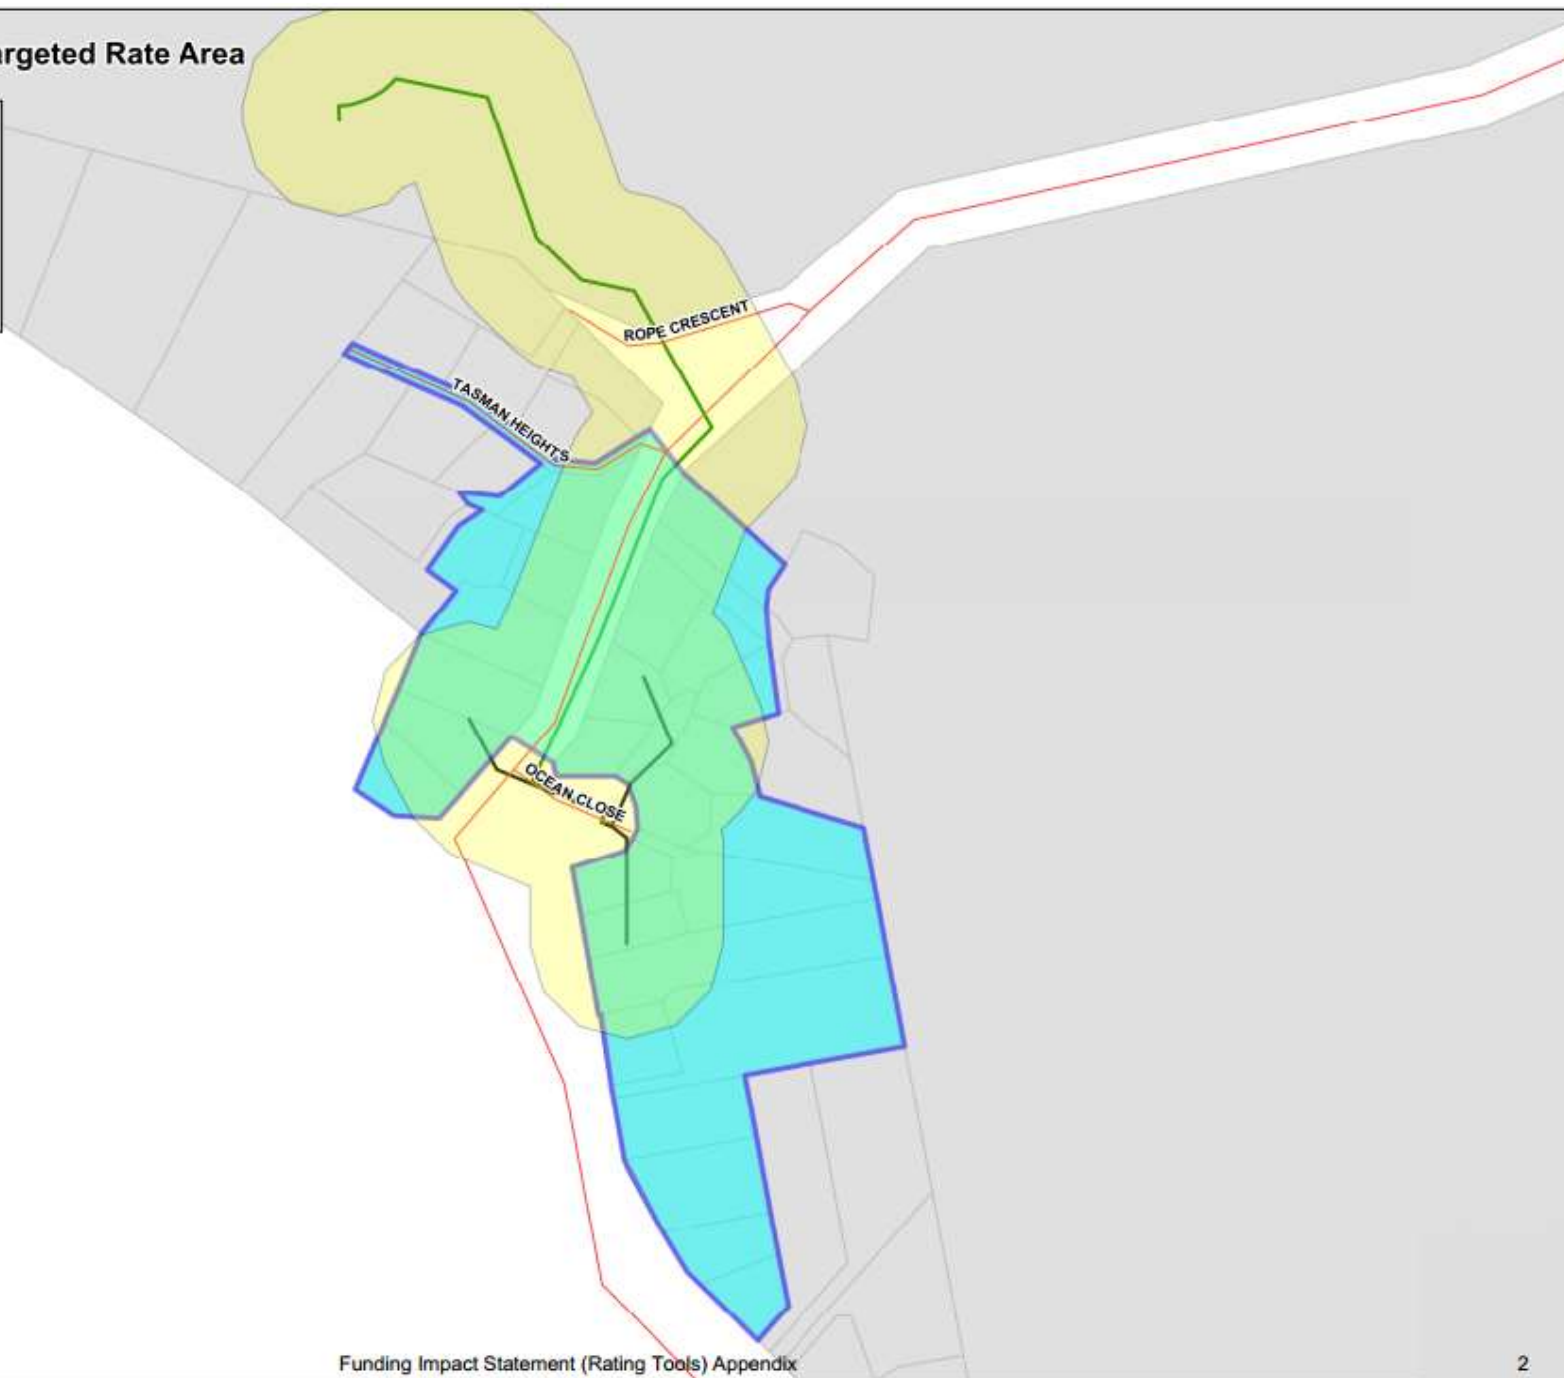 rgeted Rate Area
ROPE CRESCENT
TASMAN HEIGHTS
OCEAN CLOSE
Funding Impact Statement (Rating Tools) Appendix
2